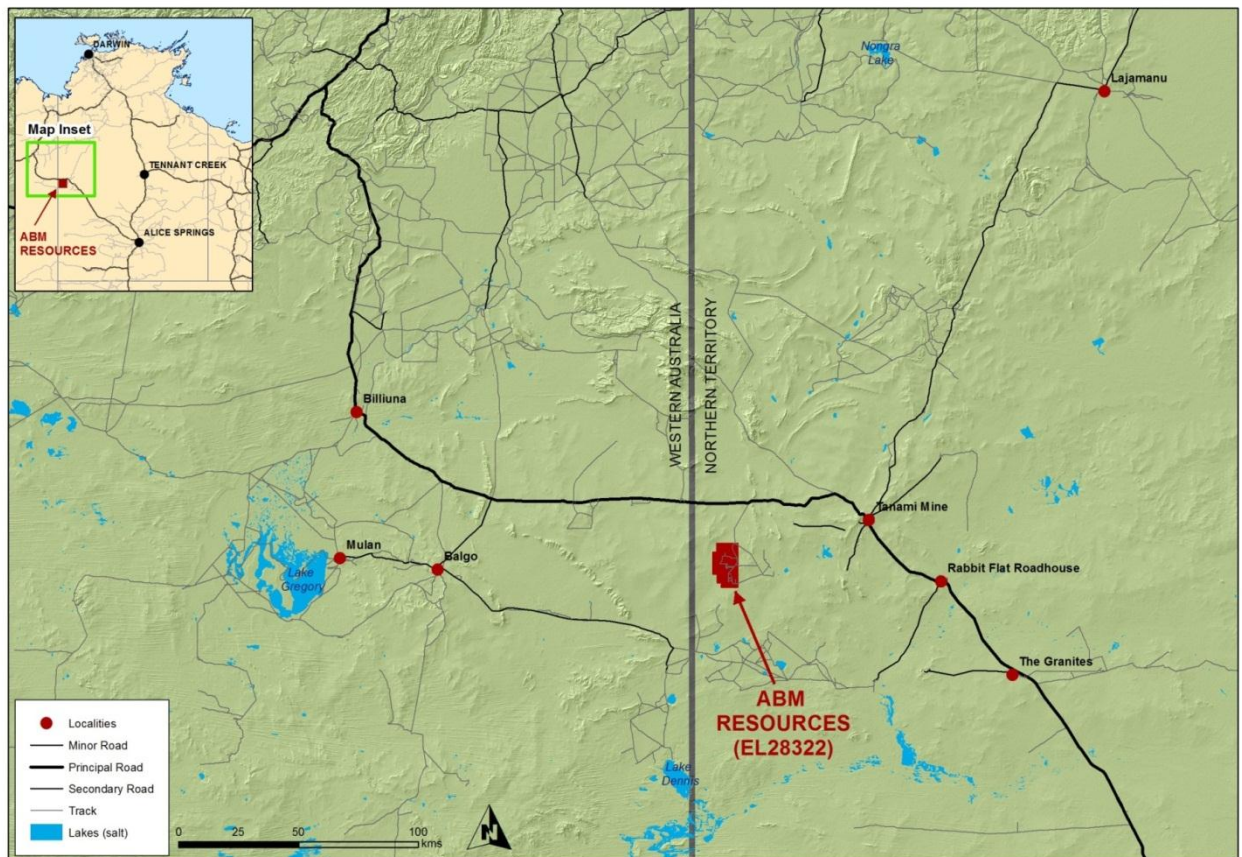 DARWIN
Map Inset
TENNANT CREEK
ABM
RESOURCES
ALICE SPRINGS
Nongra
Lake
Lajamanu
WESTERN AUSTRALIA
NORTHERN TERRITORY
Billiuna
Tanami Mine
Mulan
Balgo
Lake
Gregory
Rabbit Flat Roadhouse
The Granites
ABM
RESOURCES
(EL28322)
Lake
Dennis
Localities
Minor Road
Principal Road
Secondary Road
Track
Lakes (salt)
0 25 50 100
kms
N